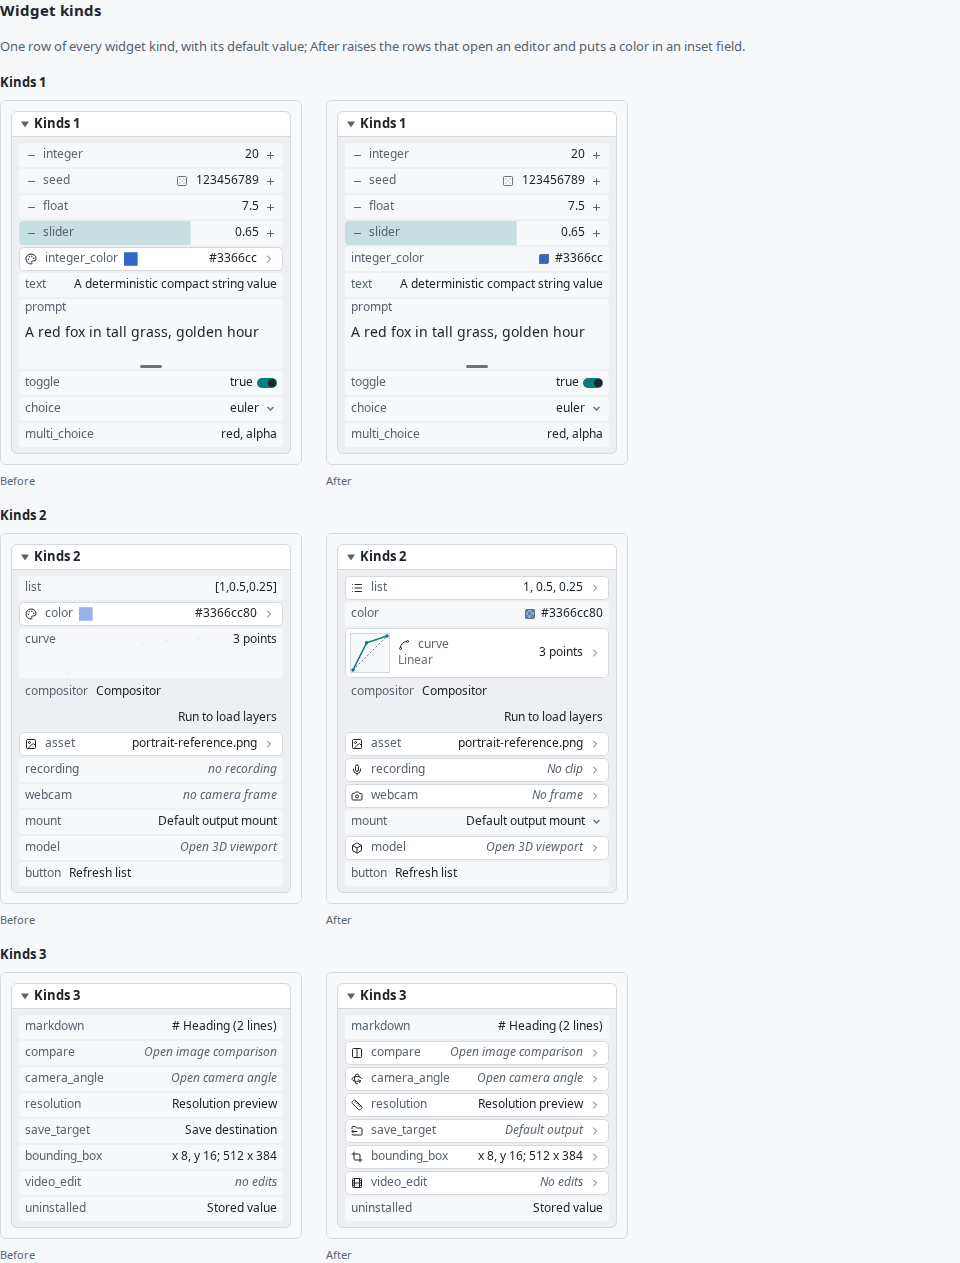 Widget kinds
One row of every widget kind, with its default value; After raises the rows that open an editor and puts a color in an inset field.
Kinds 1
Kinds 1
integer 20
seed 123456789
float 7.5
slider 0.65
integer_color #3366cc
text A deterministic compact string value
prompt
A red fox in tall grass, golden hour
toggle true
choice euler
multi_choice red, alpha
Before
Kinds 1
integer 20
seed 123456789
float 7.5
slider 0.65
integer_color #3366cc
text A deterministic compact string value
prompt
A red fox in tall grass, golden hour
toggle true
choice euler
multi_choice red, alpha
After
Kinds 2
Kinds 2
list [1,0.5,0.25]
color #3366cc80
curve 3 points
compositor Compositor
Run to load layers
asset portrait-reference.png
recording no recording
webcam no camera frame
mount Default output mount
model Open 3D viewport
button Refresh list
Before
Kinds 2
list 1, 0.5, 0.25
color #3366cc80
curve
Linear
3 points
compositor Compositor
Run to load layers
asset portrait-reference.png
recording No clip
webcam No frame
mount Default output mount
model Open 3D viewport
button Refresh list
After
Kinds 3
Kinds 3
markdown # Heading (2 lines)
compare Open image comparison
camera_angle Open camera angle
resolution Resolution preview
save_target Save destination
bounding_box x 8, y 16; 512 x 384
video_edit no edits
uninstalled Stored value
Before
Kinds 3
markdown # Heading (2 lines)
compare Open image comparison
camera_angle Open camera angle
resolution Resolution preview
save_target Default output
bounding_box x 8, y 16; 512 x 384
video_edit No edits
uninstalled Stored value
After